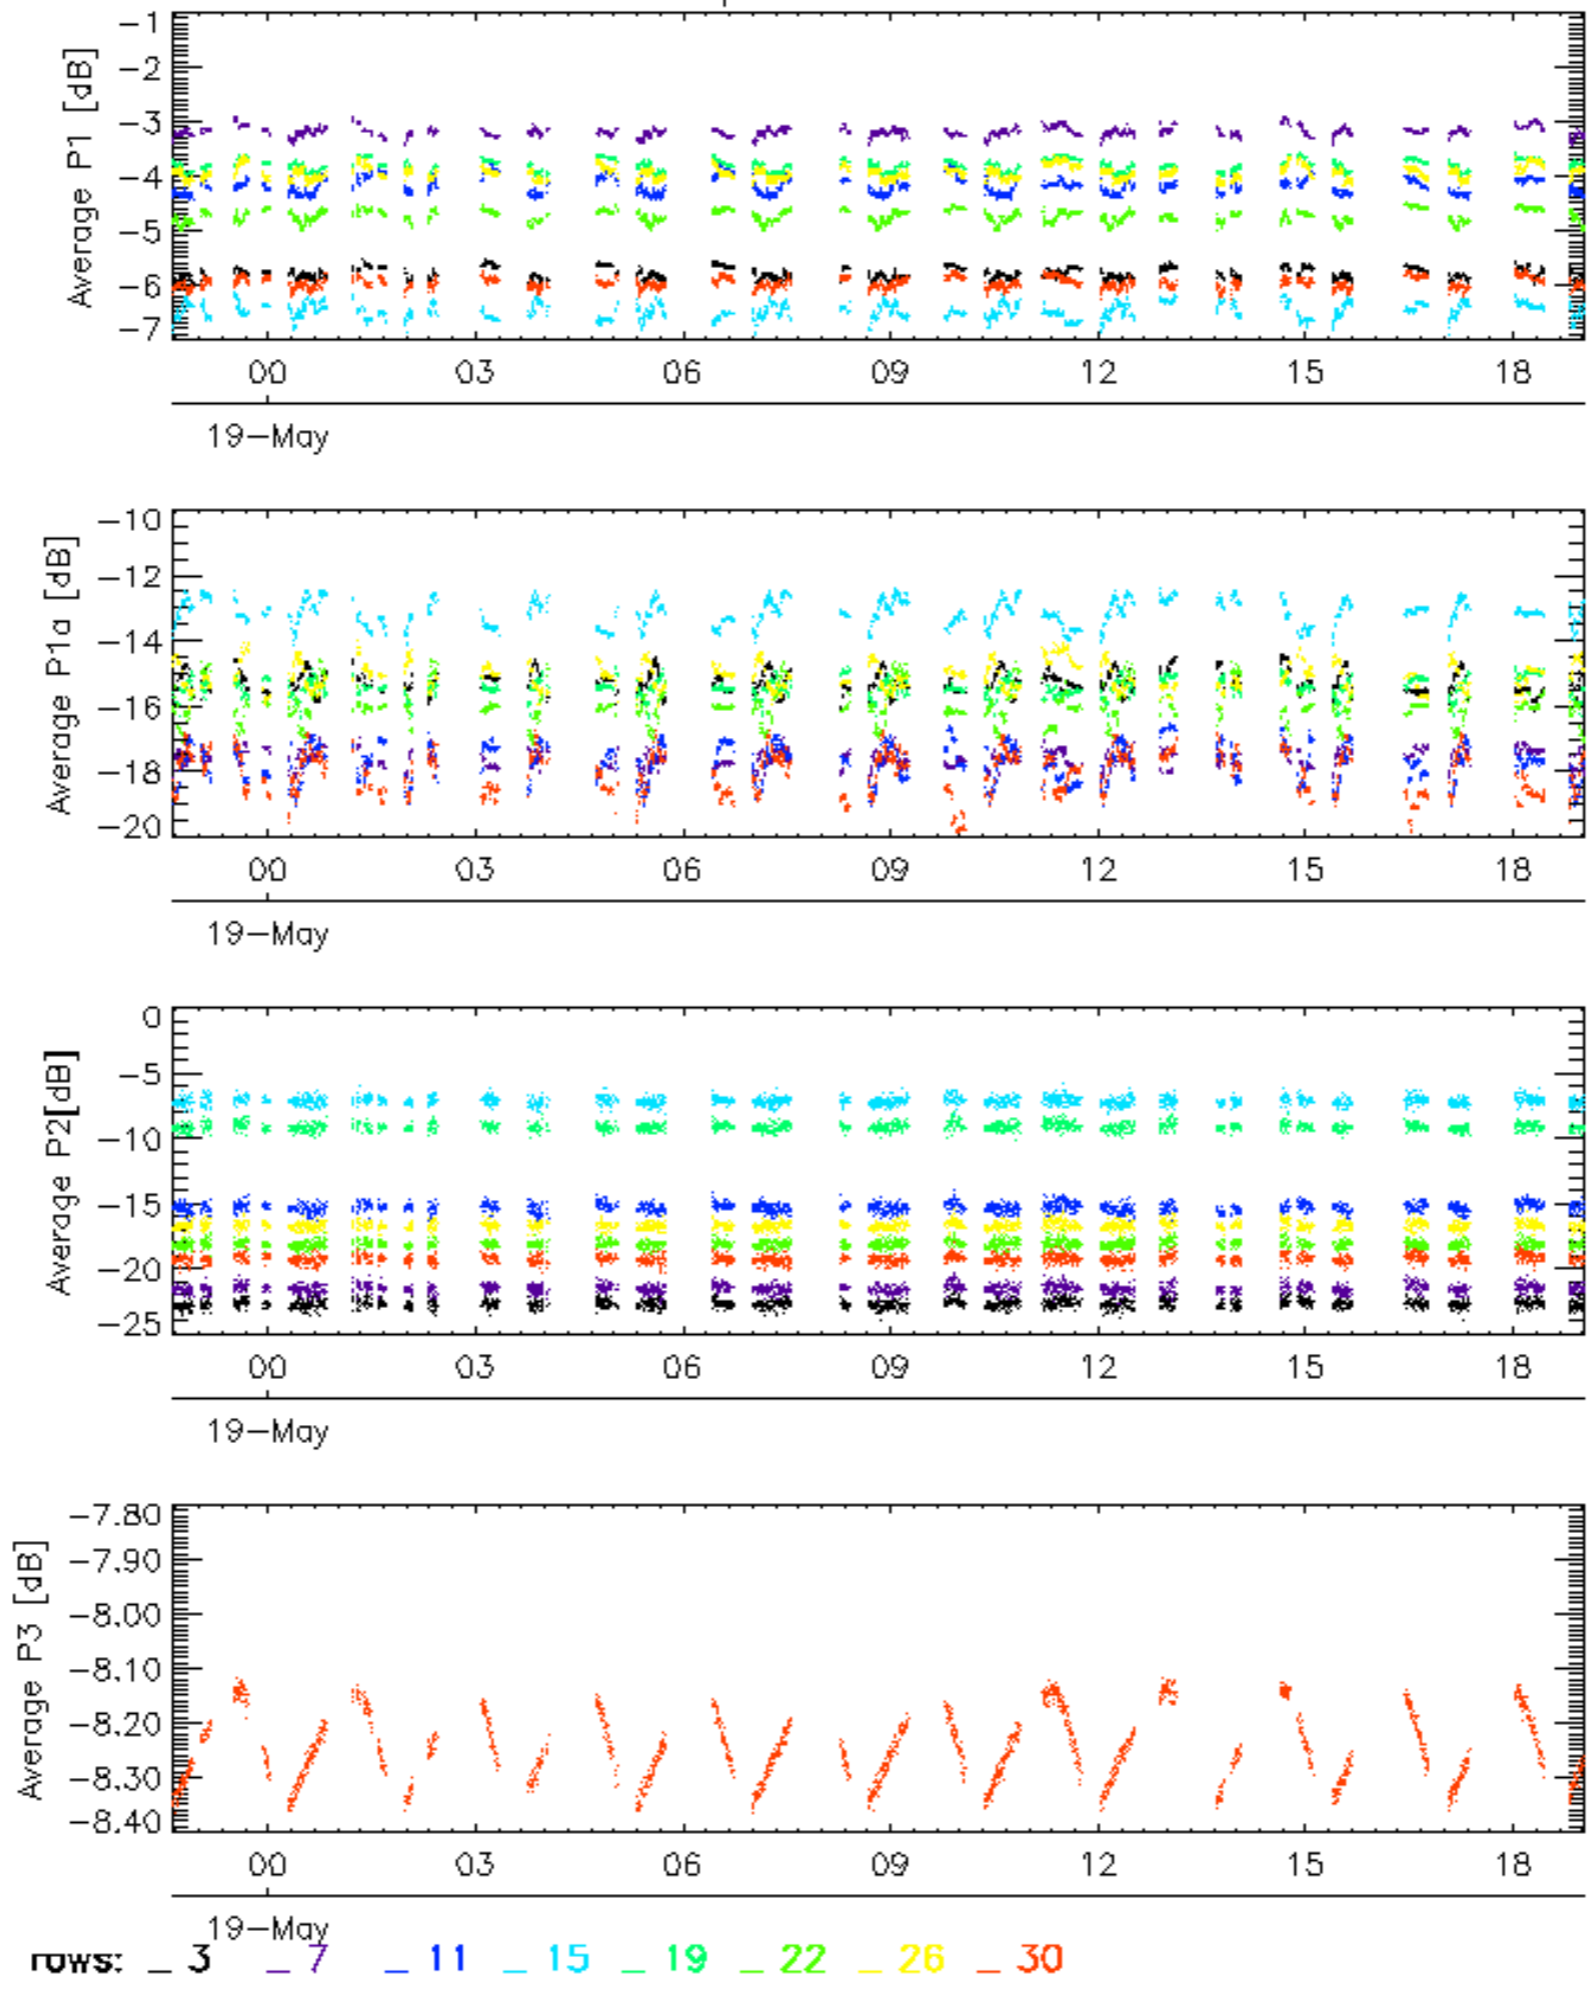 -1
-2
-3
-4
-5
-6
-7
Average P1 [dB]
00 03 06 09 12 15 18
19-May
-10
-12
-14
-16
-18
-20
Average P1a [dB]
00 03 06 09 12 15 18
19-May
0
-5
-10
-15
-20
-25
Average P2[dB]
00 03 06 09 12 15 18
19-May
-7.80
-7.90
-8.00
-8.10
-8.20
-8.30
-8.40
Average P3 [dB]
00 03 06 09 12 15 18
19-May
rows: _ 3 _ 7 _ 11 _ 15 _ 19 _ 22 _ 26 _ 30